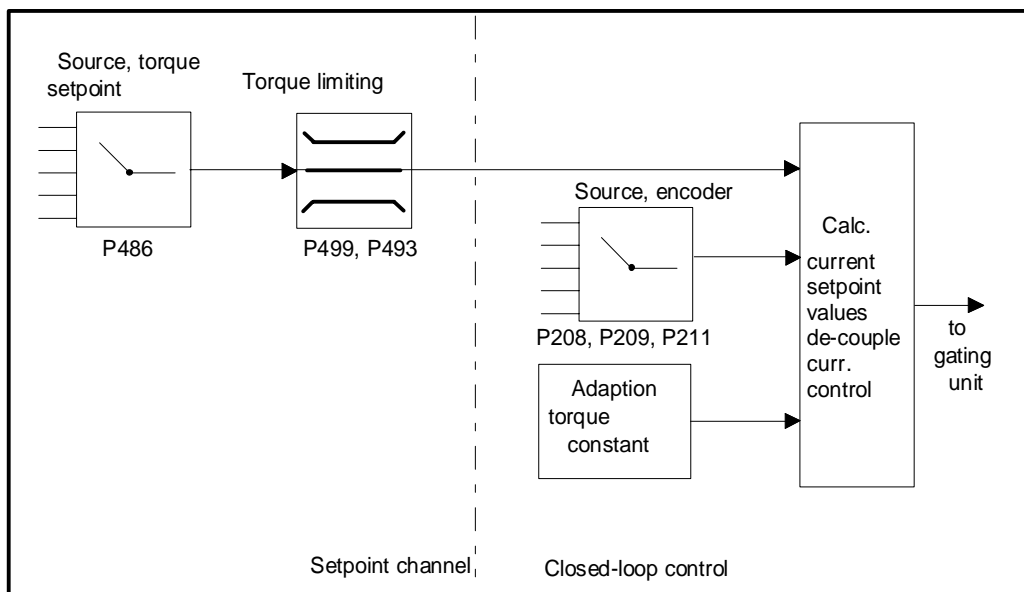 Source, torque
setpoint
Torque limiting
P486
P499, P493
Source, encoder
P208, P209, P211
Adaption
torque
constant
Calc.
current
setpoint
values
de-couple
curr.
control
to
gating
unit
Setpoint channel
Closed-loop control